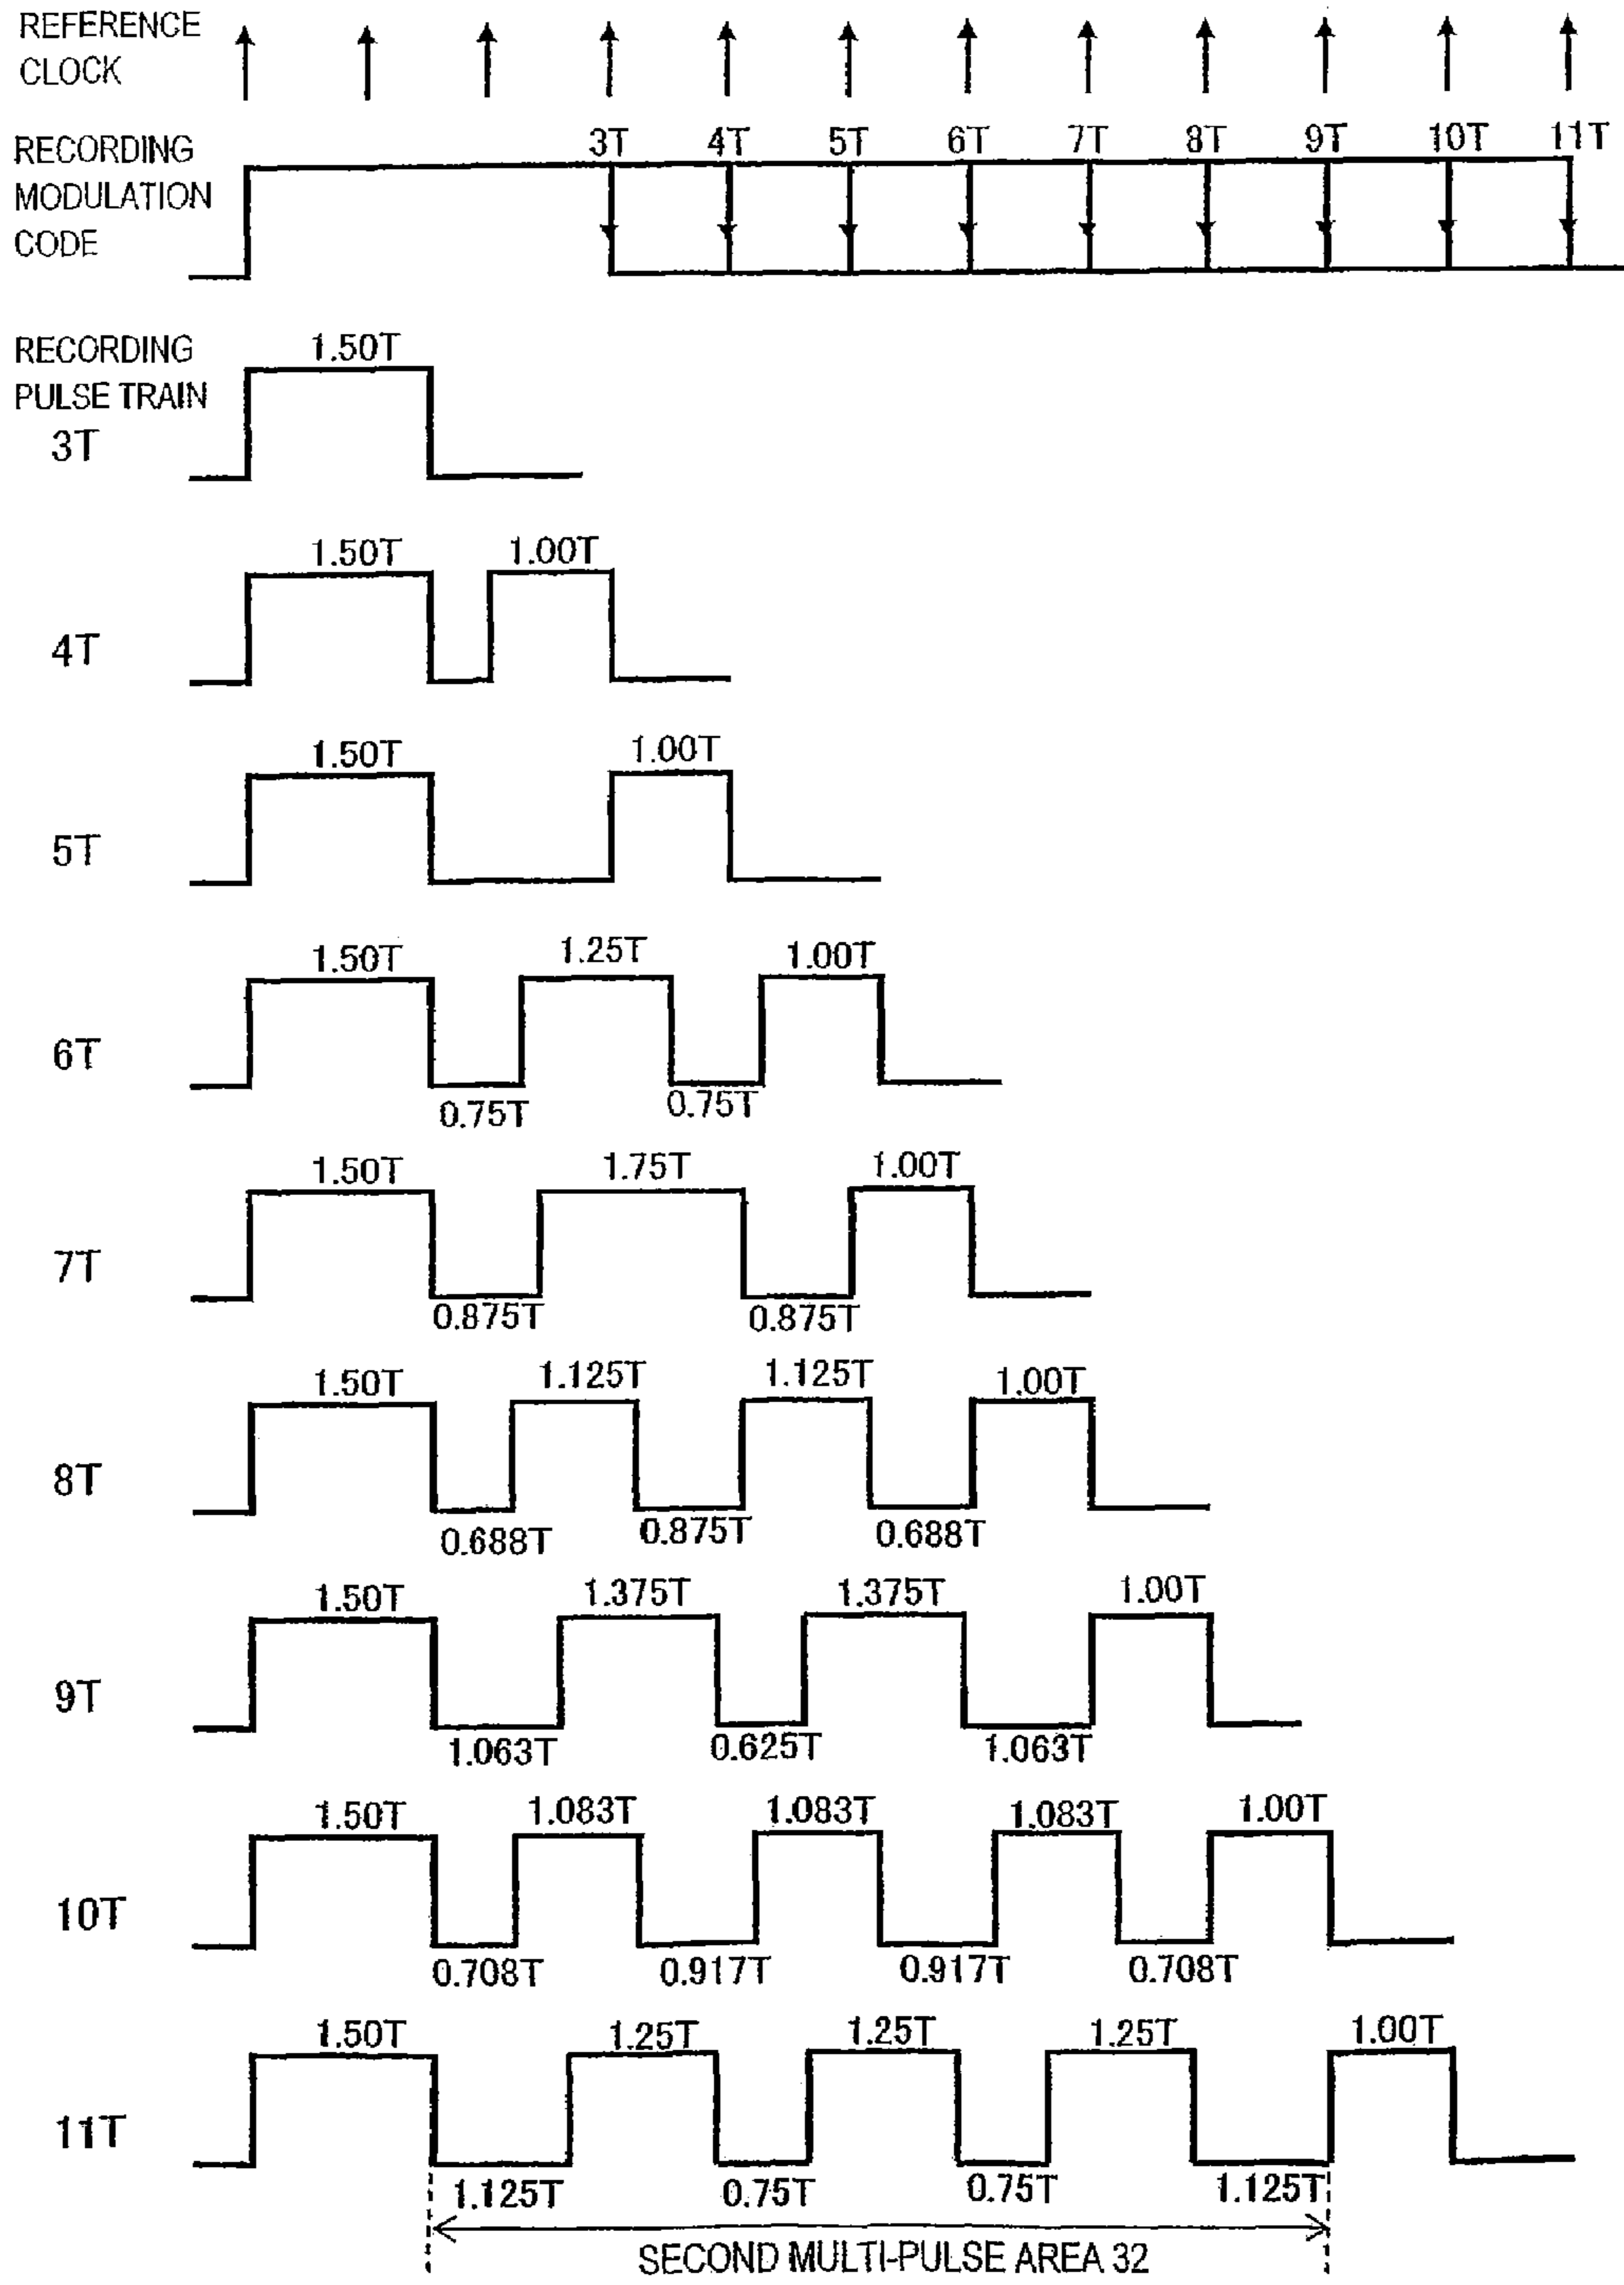 REFERENCE
CLOCK
RECORDING
MODULATION
CODE
3T 4T 5T 6T 7T 8T 9T 10T 11T
RECORDING
PULSE TRAIN
3T
1.50T
4T
1.50T 1.00T
5T
1.50T 1.00T
6T
1.50T 1.25T 1.00T
0.75T 0.75T
7T
1.50T 1.75T 1.00T
0.875T 0.875T
8T
1.50T 1.125T 1.125T 1.00T
0.688T 0.875T 0.688T
9T
1.50T 1.375T 1.375T 1.00T
1.063T 0.625T 1.063T
10T
1.50T 1.083T 1.083T 1.083T 1.00T
0.708T 0.917T 0.917T 0.708T
11T
1.50T 1.25T 1.25T 1.25T 1.00T
1.125T 0.75T 0.75T 1.125T
SECOND MULTI-PULSE AREA 32